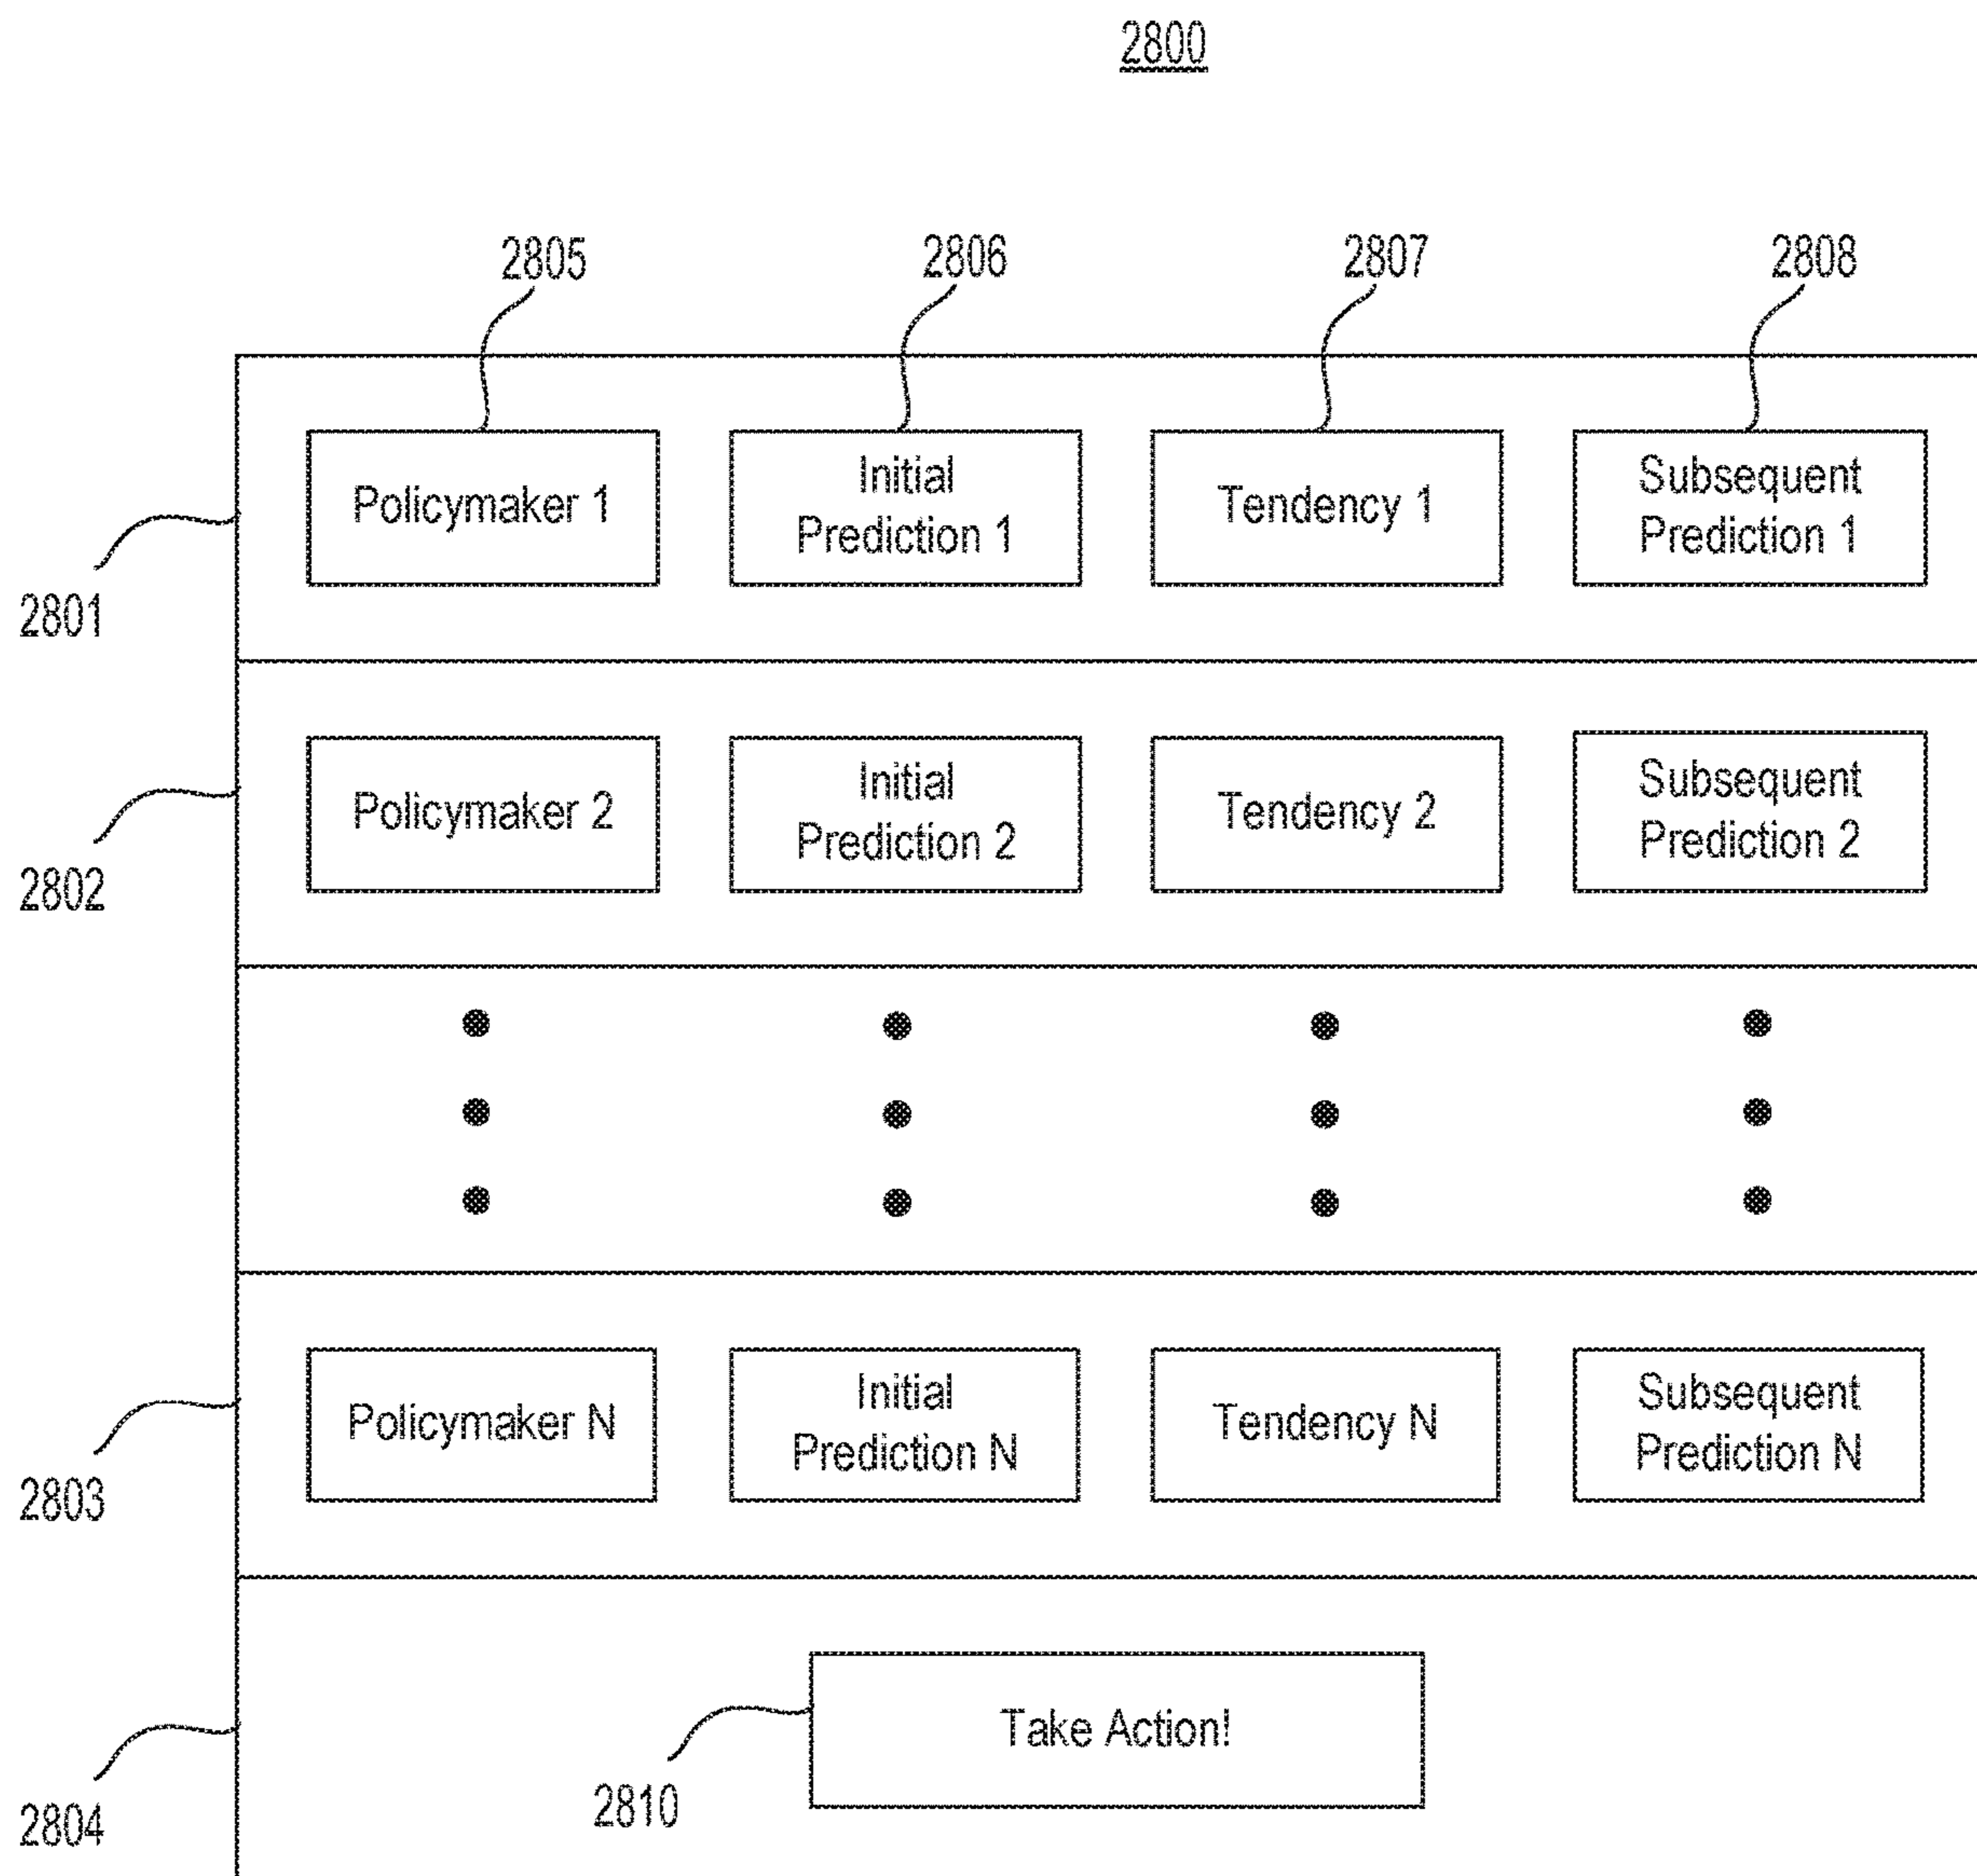 2800
2805 2806 2807 2808
Policymaker 1
Initial
Prediction 1
Tendency 1
Subsequent
Prediction 1
2801
Policymaker 2
Initial
Prediction 2
Tendency 2
Subsequent
Prediction 2
2802
Policymaker N
Initial
Prediction N
Tendency N
Subsequent
Prediction N
2803
Take Action!
2810
2804